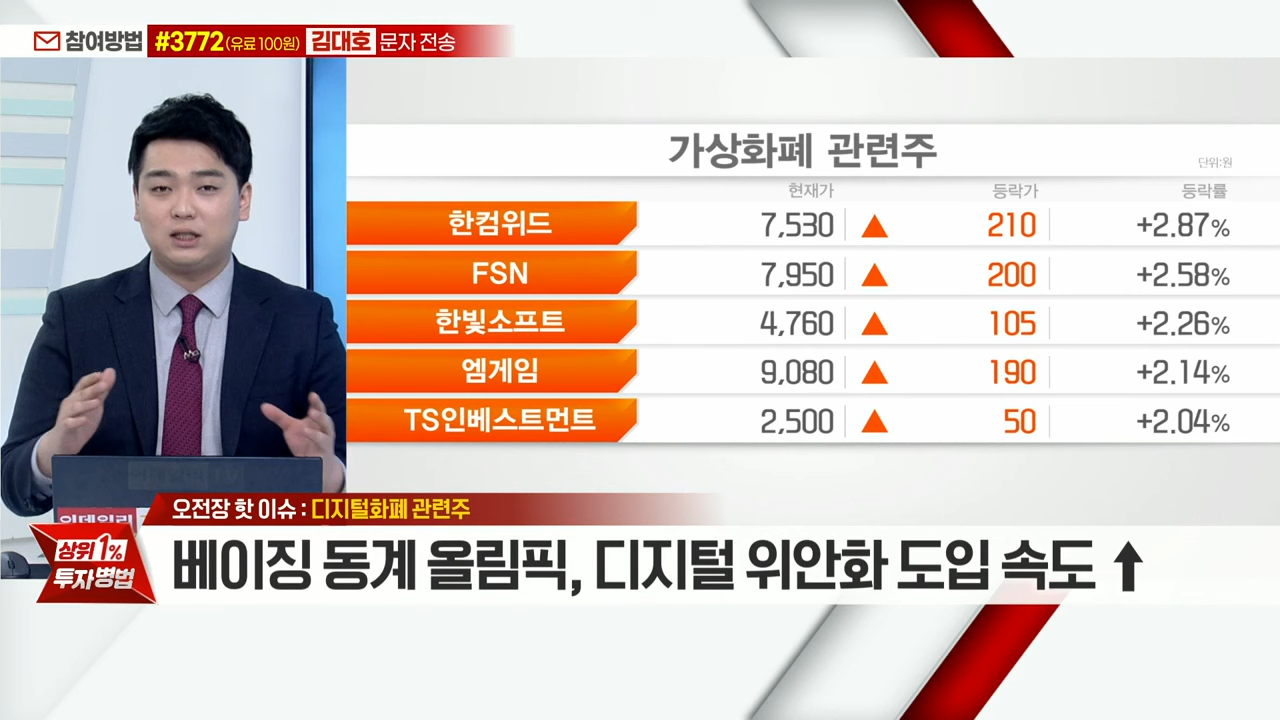 참여방법 #3772(유료 100원) 김대호 문자 전송
가상화폐 관련주
단위:원
현재가 등락가 등락률
한컴위드 7,530 ▲ 210 +2.87%
FSN 7,950 ▲ 200 +2.58%
한빛소프트 4,760 ▲ 105 +2.26%
엠게임 9,080 ▲ 190 +2.14%
TS인베스트먼트 2,500 ▲ 50 +2.04%
이데일리
오전장 핫 이슈 : 디지털화폐 관련주
상위 1%
투자병법
베이징 동계 올림픽, 디지털 위안화 도입 속도 ↑